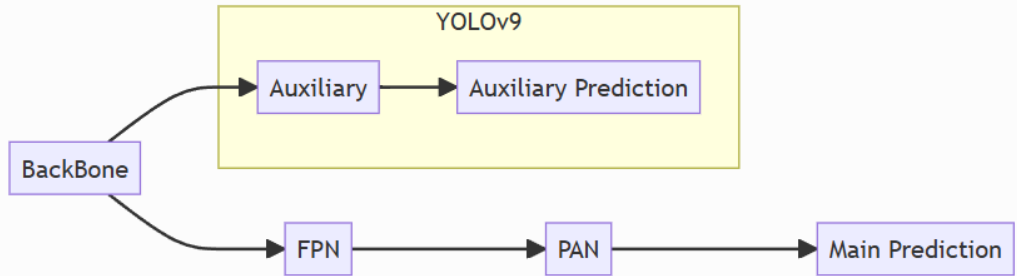 YOLOv9
Auxiliary
Auxiliary Prediction
BackBone
FPN
PAN
Main Prediction